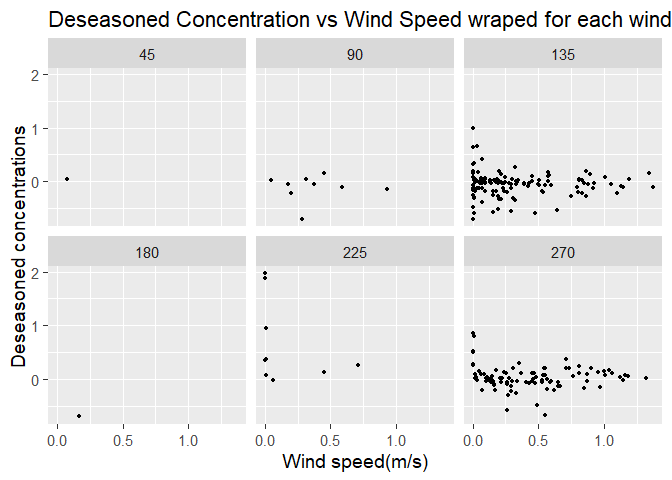 Deseasoned Concentration vs Wind Speed wraped for each wind
45 90 135
2
1
0
180 225 270
2
1
0
0.0 0.5 1.0 0.0 0.5 1.0 0.0 0.5 1.0
Deseasoned concentrations
Wind speed(m/s)